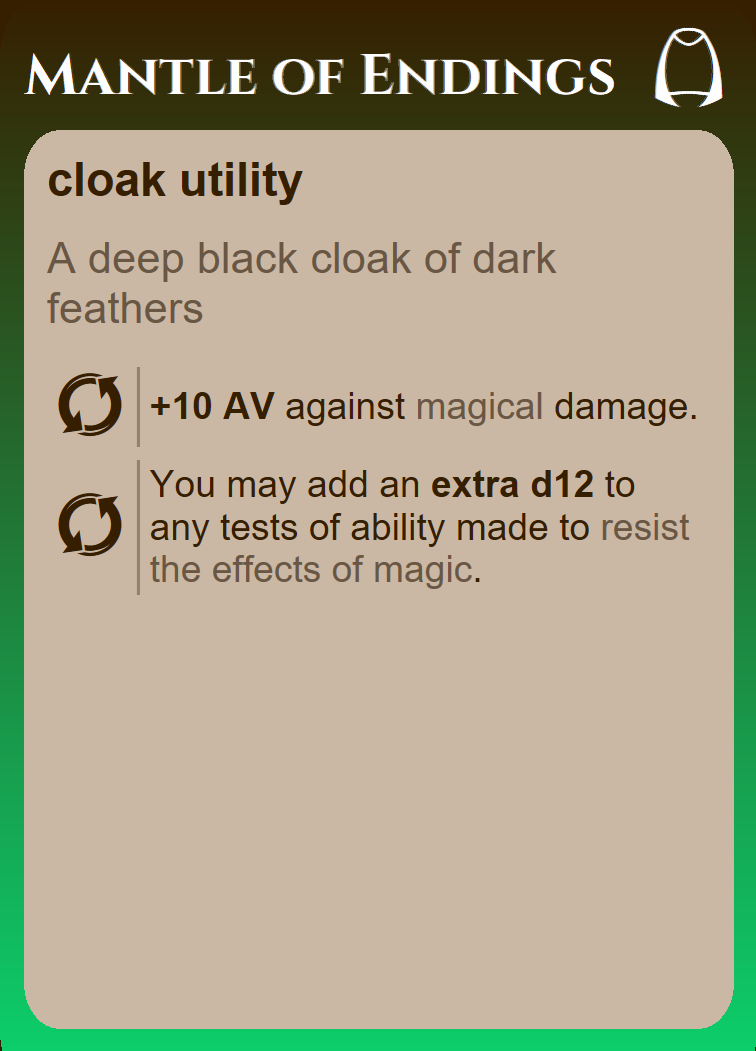 Mantle of Endings
cloak utility
A deep black cloak of dark
feathers
+10 AV against magical damage.
You may add an extra d12 to
any tests of ability made to resist
the effects of magic.